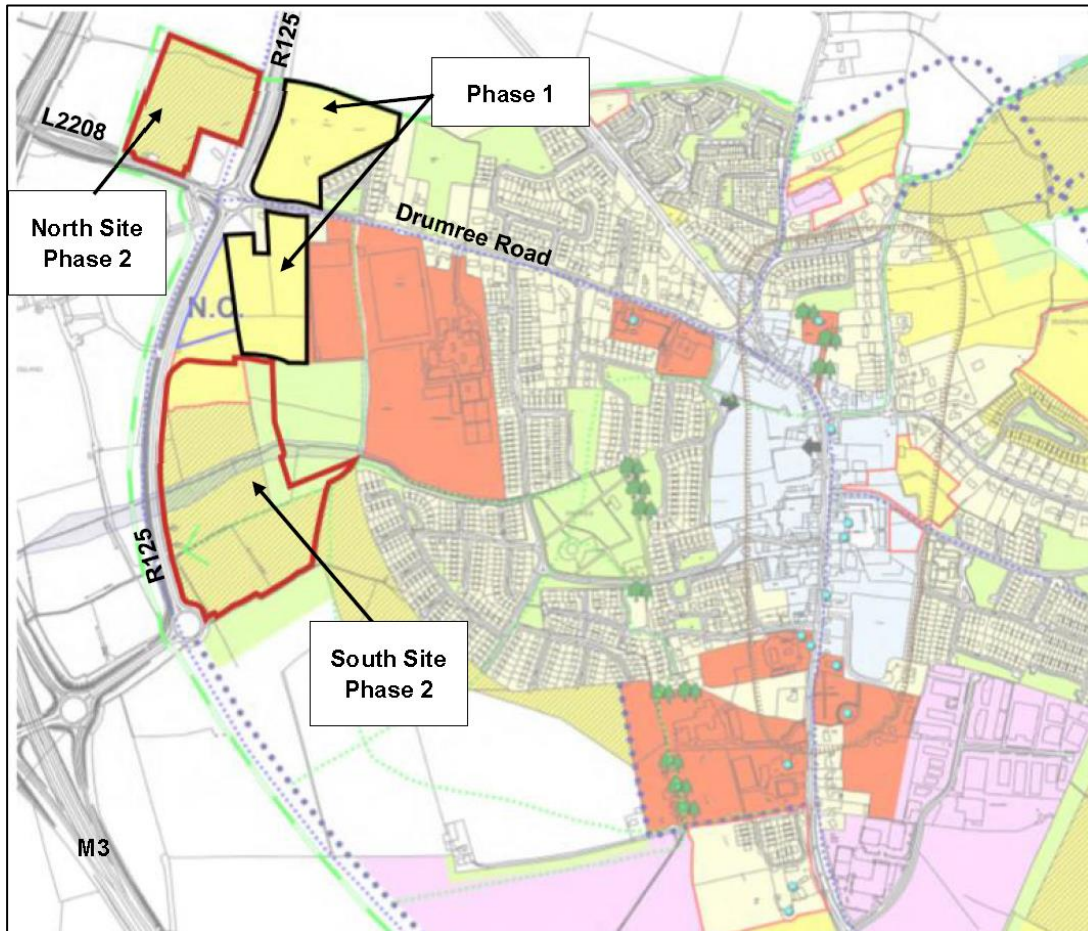 R125
Phase 1
L2208
North Site
Phase 2
Drumree Road
N.C.
R125
South Site
Phase 2
M3